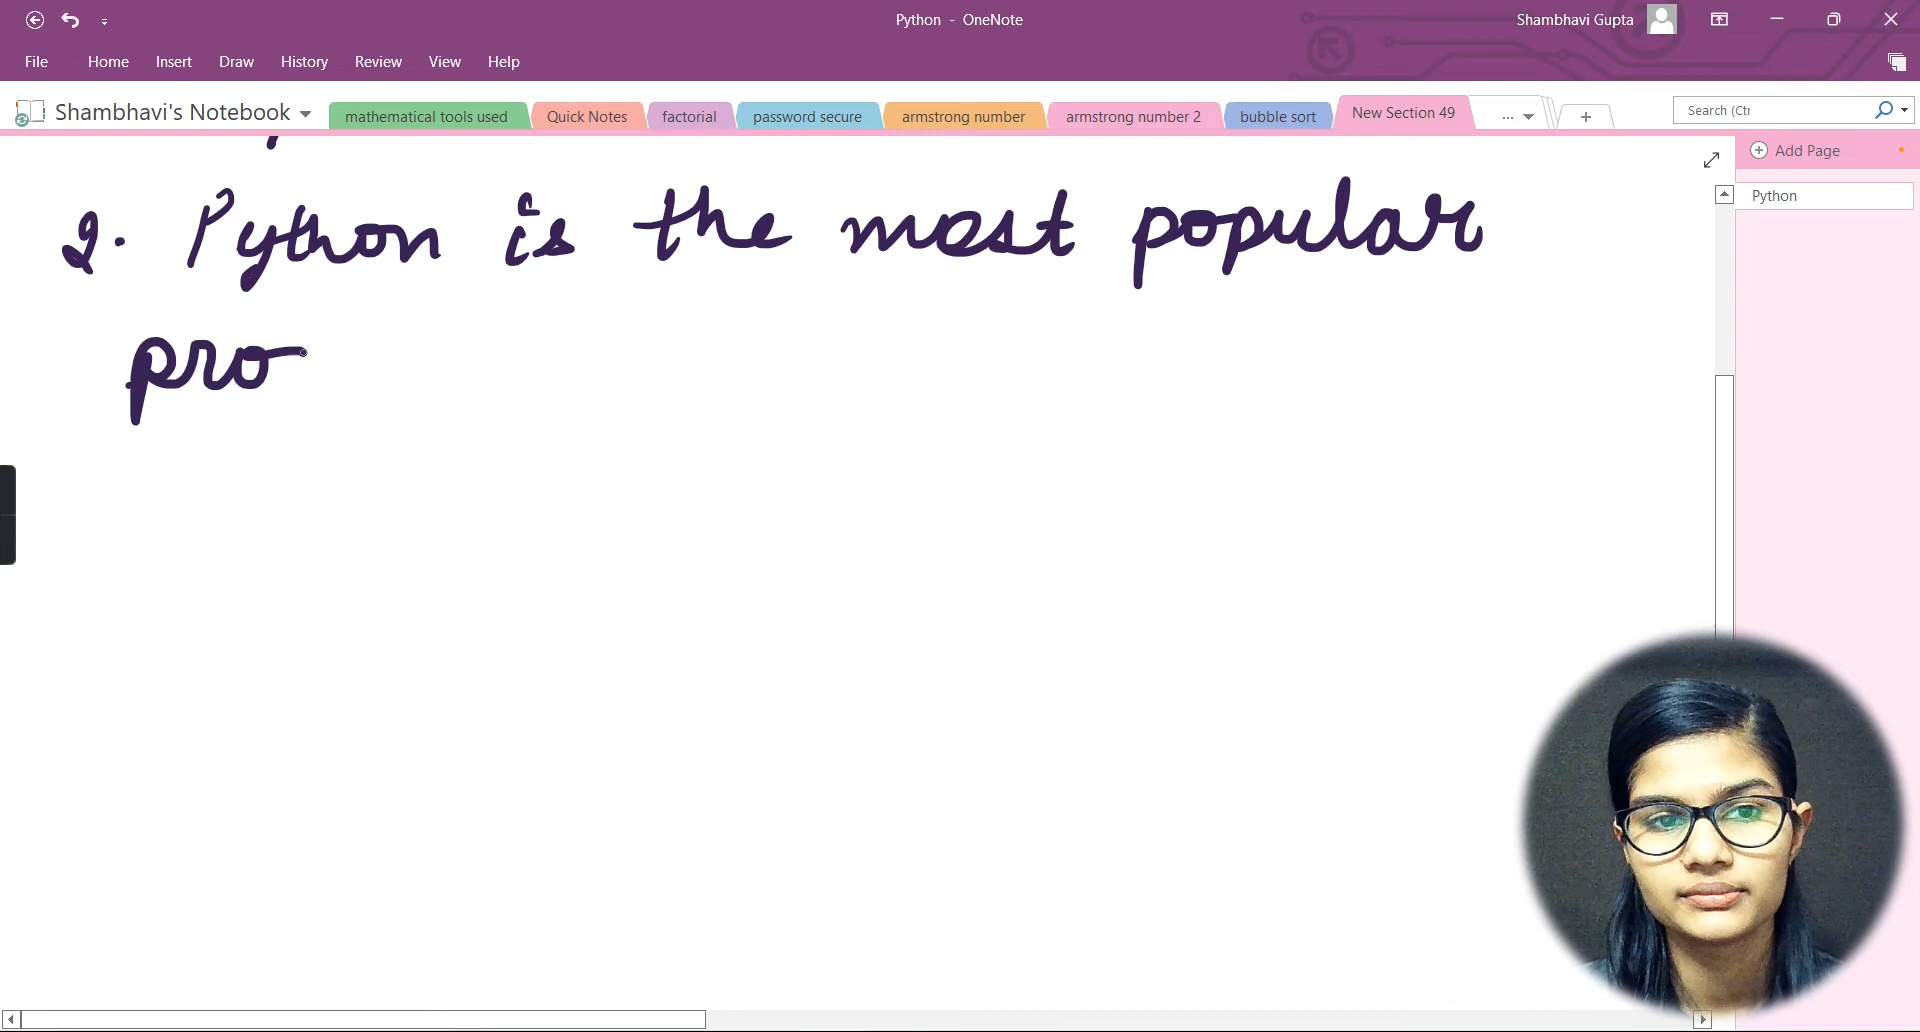 Python - OneNote
Shambhavi Gupta
File Home Insert Draw History Review View Help
Shambhavi's Notebook
mathematical tools used Quick Notes factorial password secure armstrong number armstrong number 2 bubble sort New Section 49 ... +
Search (Ctr
Add Page
Python
2. Python is the most popular
pro